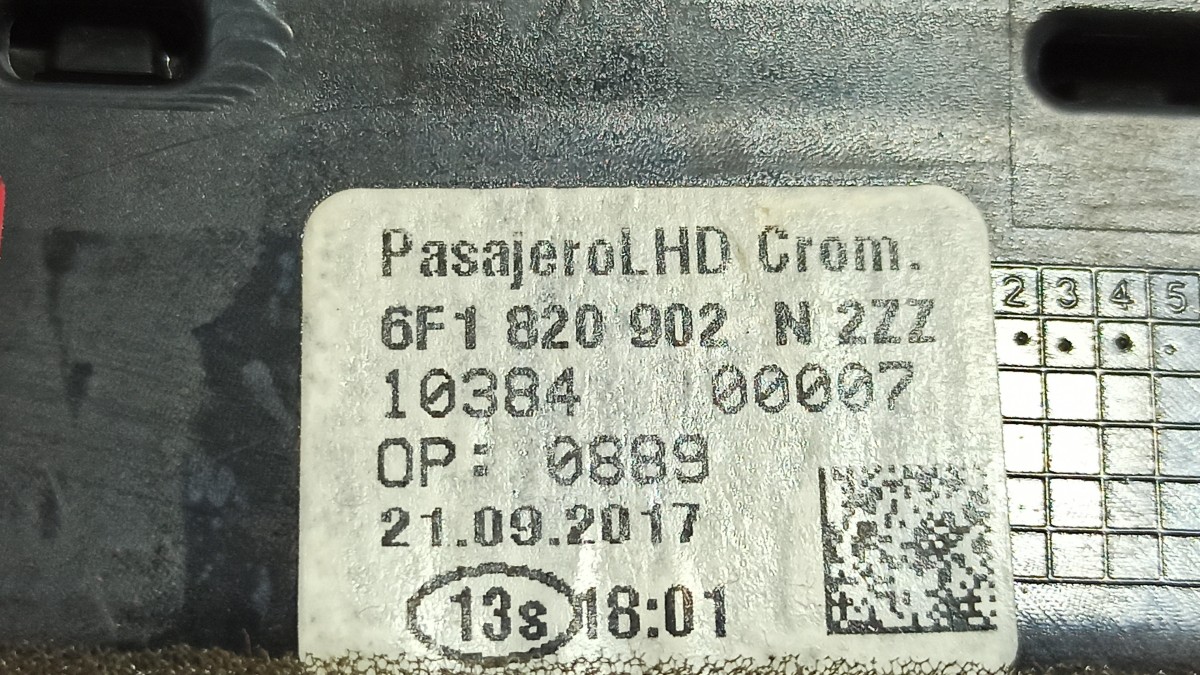 PasajeroLHD Crom.
6F1 820 902 N 2ZZ
10384 00007
OP: 0889
21.09.2017
13s 18:01
2 3 4 5